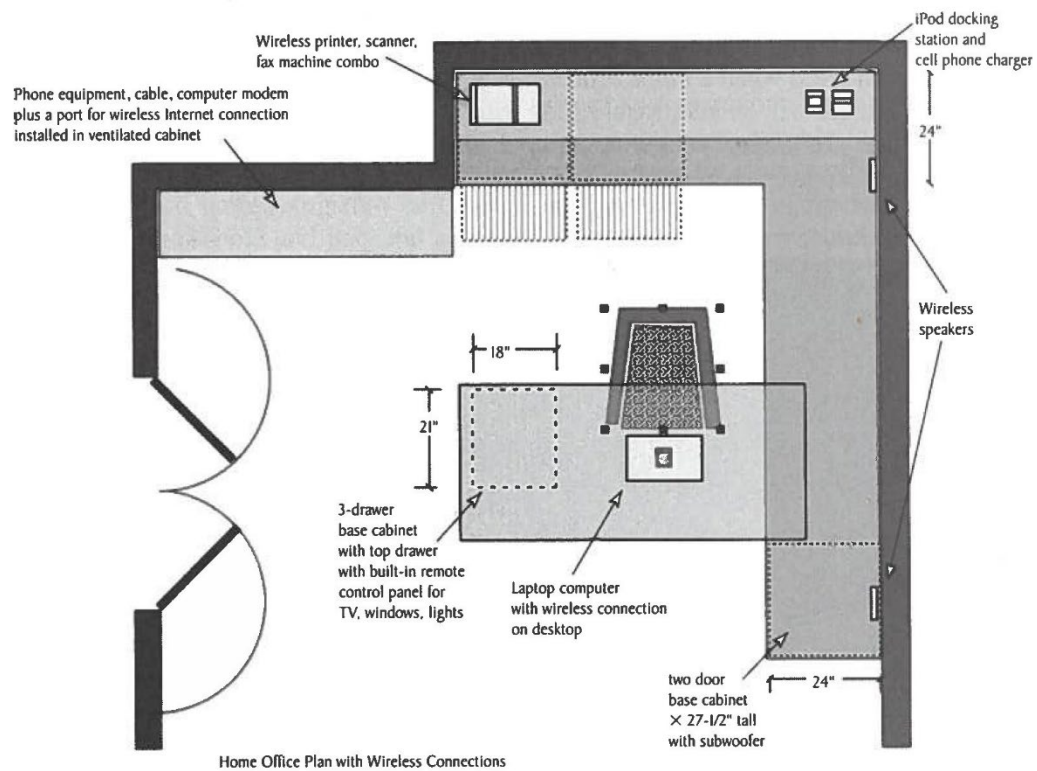 iPod docking
station and
cell phone charger
Wireless printer, scanner,
fax machine combo
Phone equipment, cable, computer modem
plus a port for wireless Internet connection
installed in ventilated cabinet
24"
Wireless
speakers
18"
21"
3-drawer
base cabinet
with top drawer
with built-in remote
control panel for
TV, windows, lights
Laptop computer
with wireless connection
on desktop
two door
base cabinet
× 27-1/2" tall
with subwoofer
24"
Home Office Plan with Wireless Connections